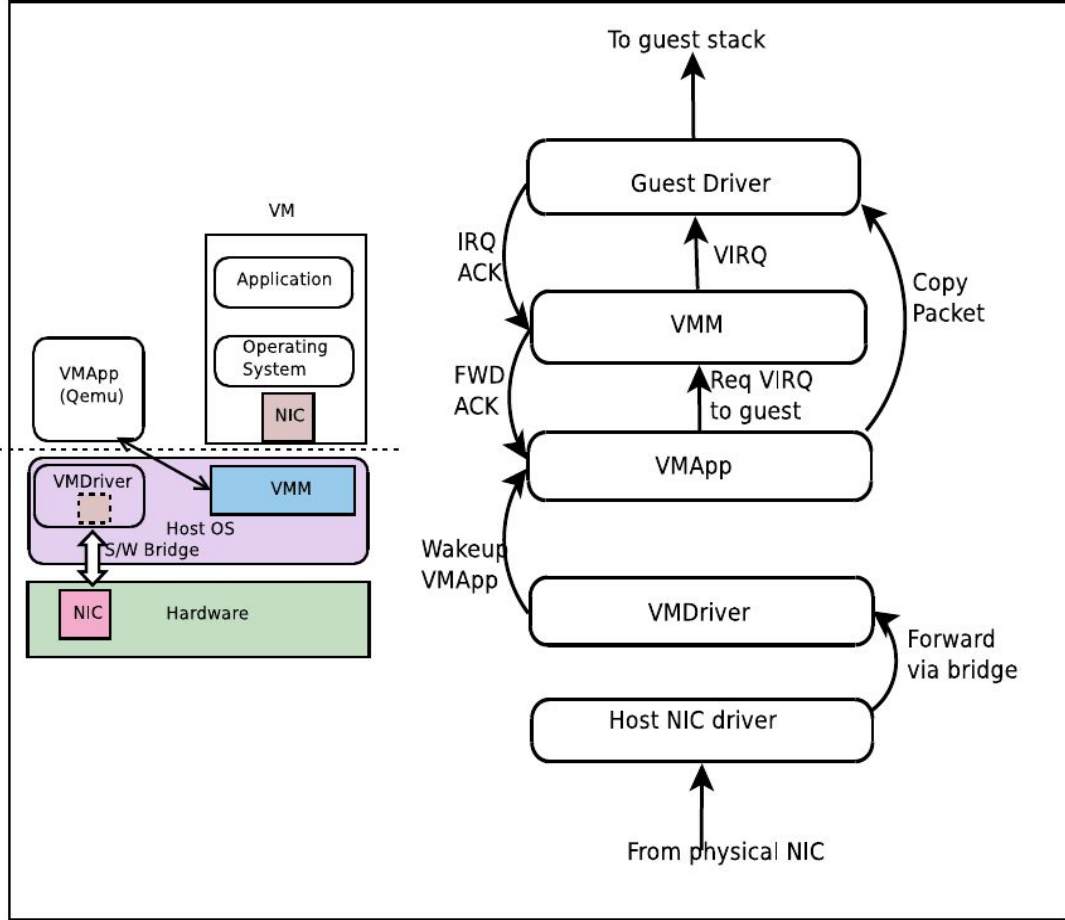 VM
Application
Operating
System
NIC
VMApp
(Qemu)
VMDriver
VMM
Host OS
S/W Bridge
NIC
Hardware
To guest stack
Guest Driver
IRQ
ACK
VIRQ
Copy
Packet
VMM
FWD
ACK
Req VIRQ
to guest
VMApp
Wakeup
VMApp
VMDriver
Forward
via bridge
Host NIC driver
From physical NIC